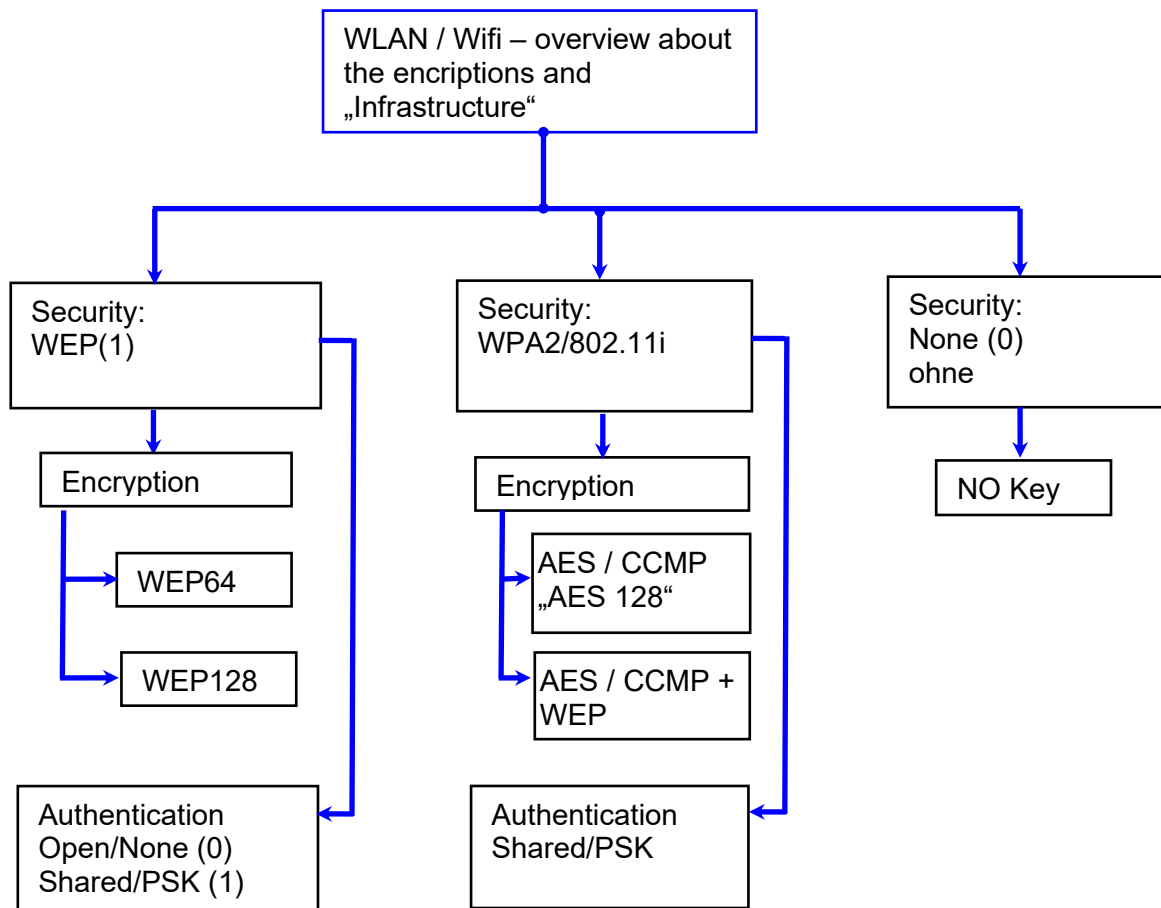 WLAN / Wifi – overview about
the encriptions and
„Infrastructure“
Security:
WEP(1)
Security:
WPA2/802.11i
Security:
None (0)
ohne
Encryption
Encryption
NO Key
WEP64
AES / CCMP
„AES 128“
WEP128
AES / CCMP +
WEP
Authentication
Open/None (0)
Shared/PSK (1)
Authentication
Shared/PSK